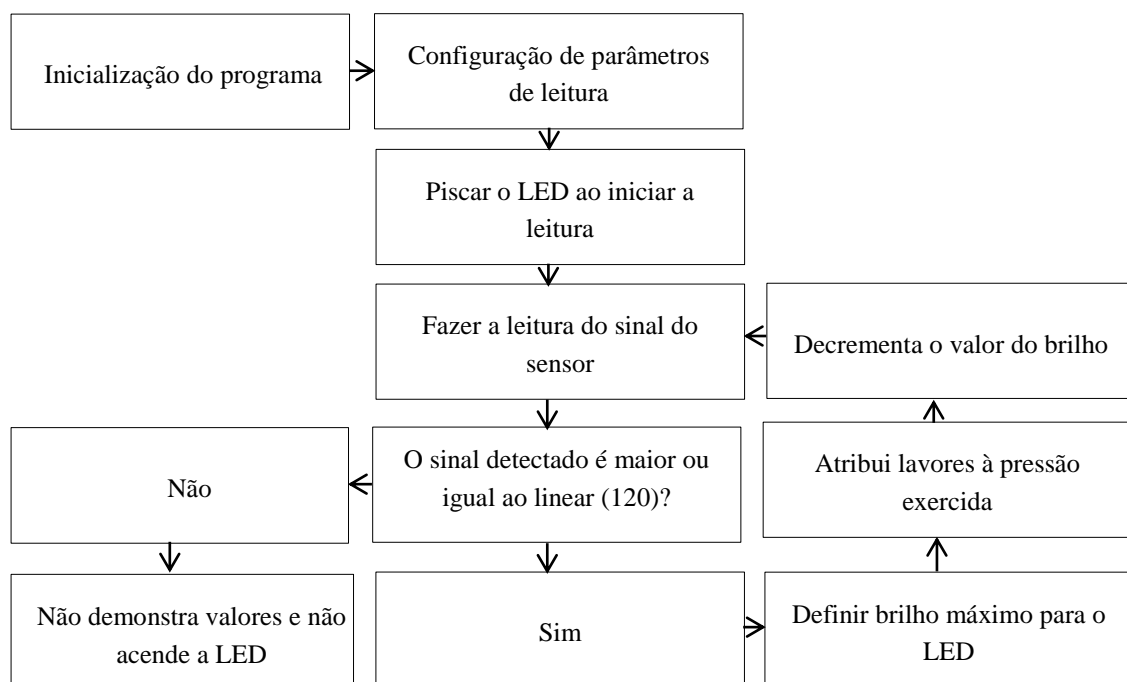 Inicialização do programa
Configuração de parâmetros
de leitura
Piscar o LED ao iniciar a
leitura
Fazer a leitura do sinal do
sensor
Decrementa o valor do brilho
Não
O sinal detectado é maior ou
igual ao linear (120)?
Atribui lavores à pressão
exercida
Não demonstra valores e não
acende a LED
Sim
Definir brilho máximo para o
LED